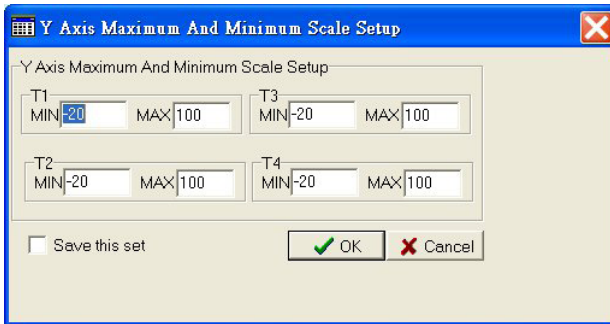 Y Axis Maximum And Minimum Scale Setup
Y Axis Maximum And Minimum Scale Setup
T1
MIN -20 MAX 100
T3
MIN -20 MAX 100
T2
MIN -20 MAX 100
T4
MIN -20 MAX 100
Save this set
OK
Cancel